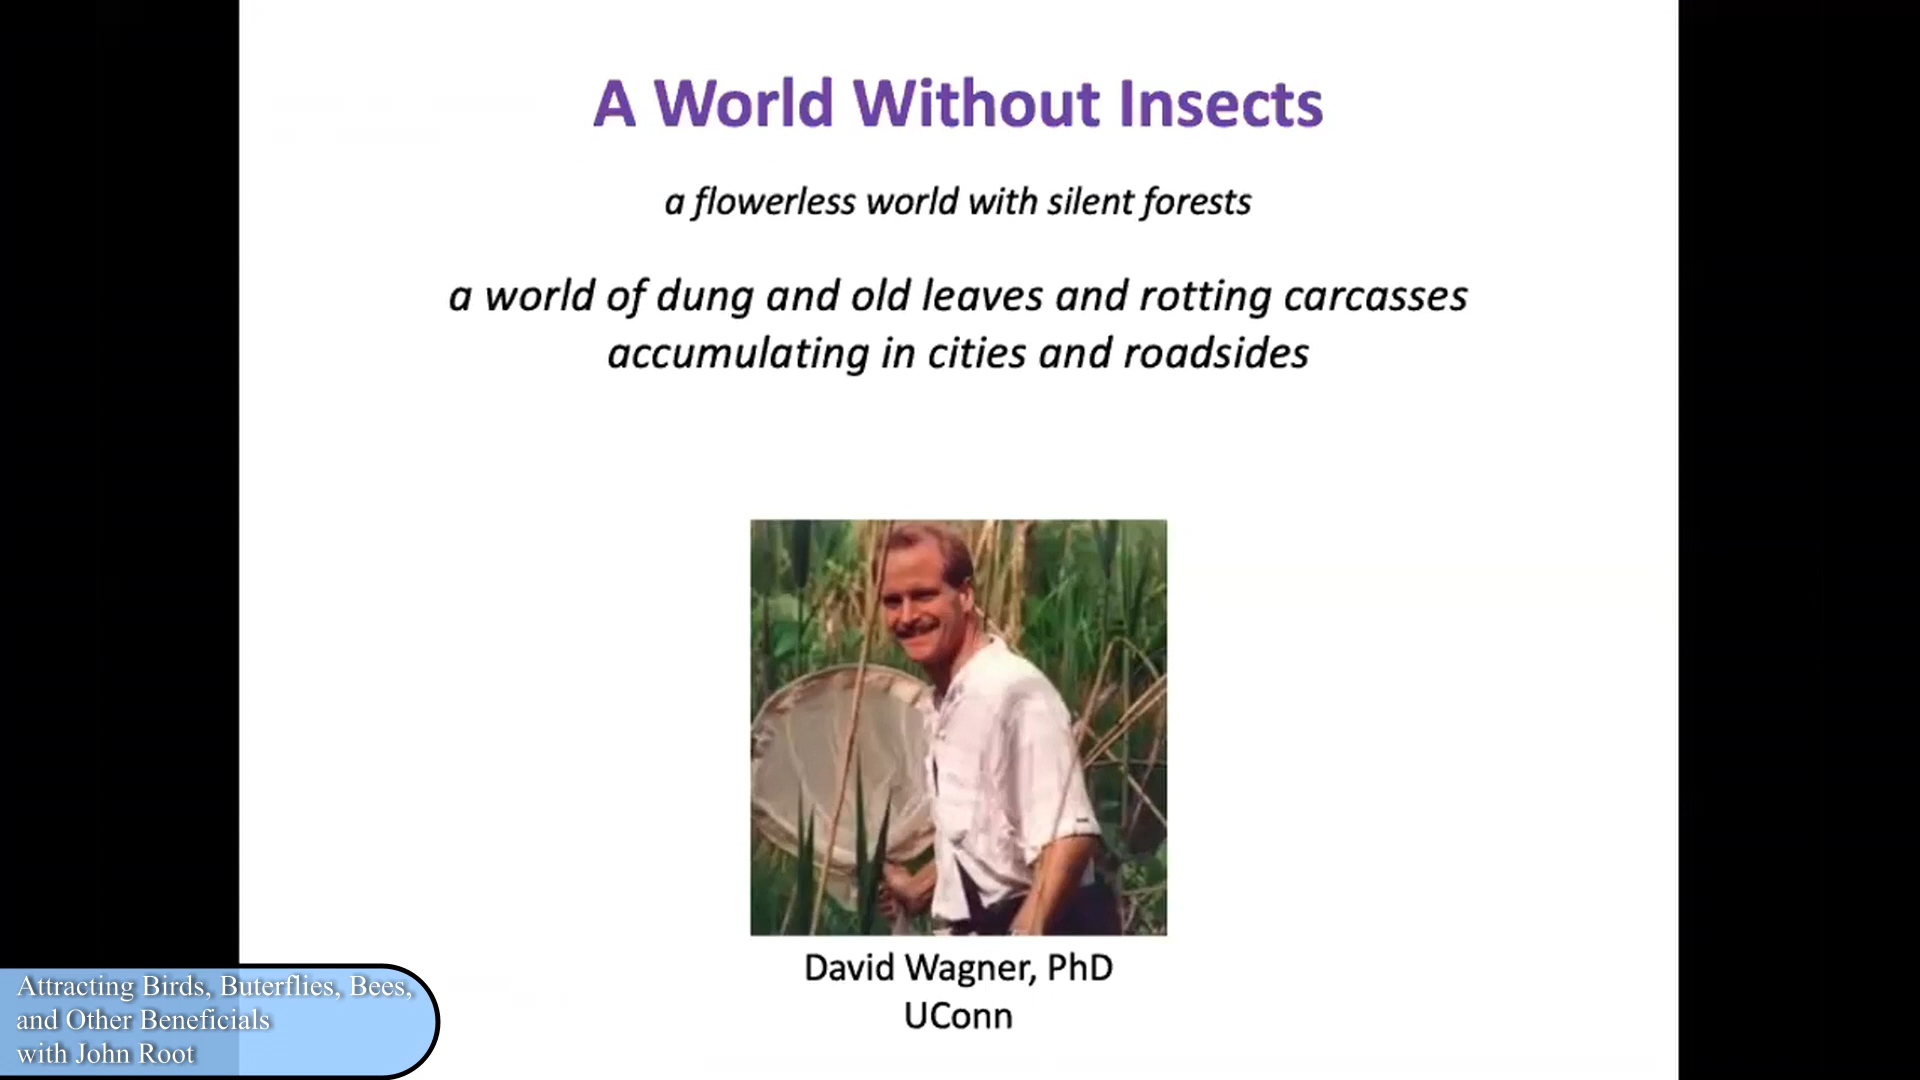 A World Without Insects
a flowerless world with silent forests
a world of dung and old leaves and rotting carcasses
accumulating in cities and roadsides
David Wagner, PhD
UConn
Attracting Birds, Buterflies, Bees,
and Other Beneficials
with John Root